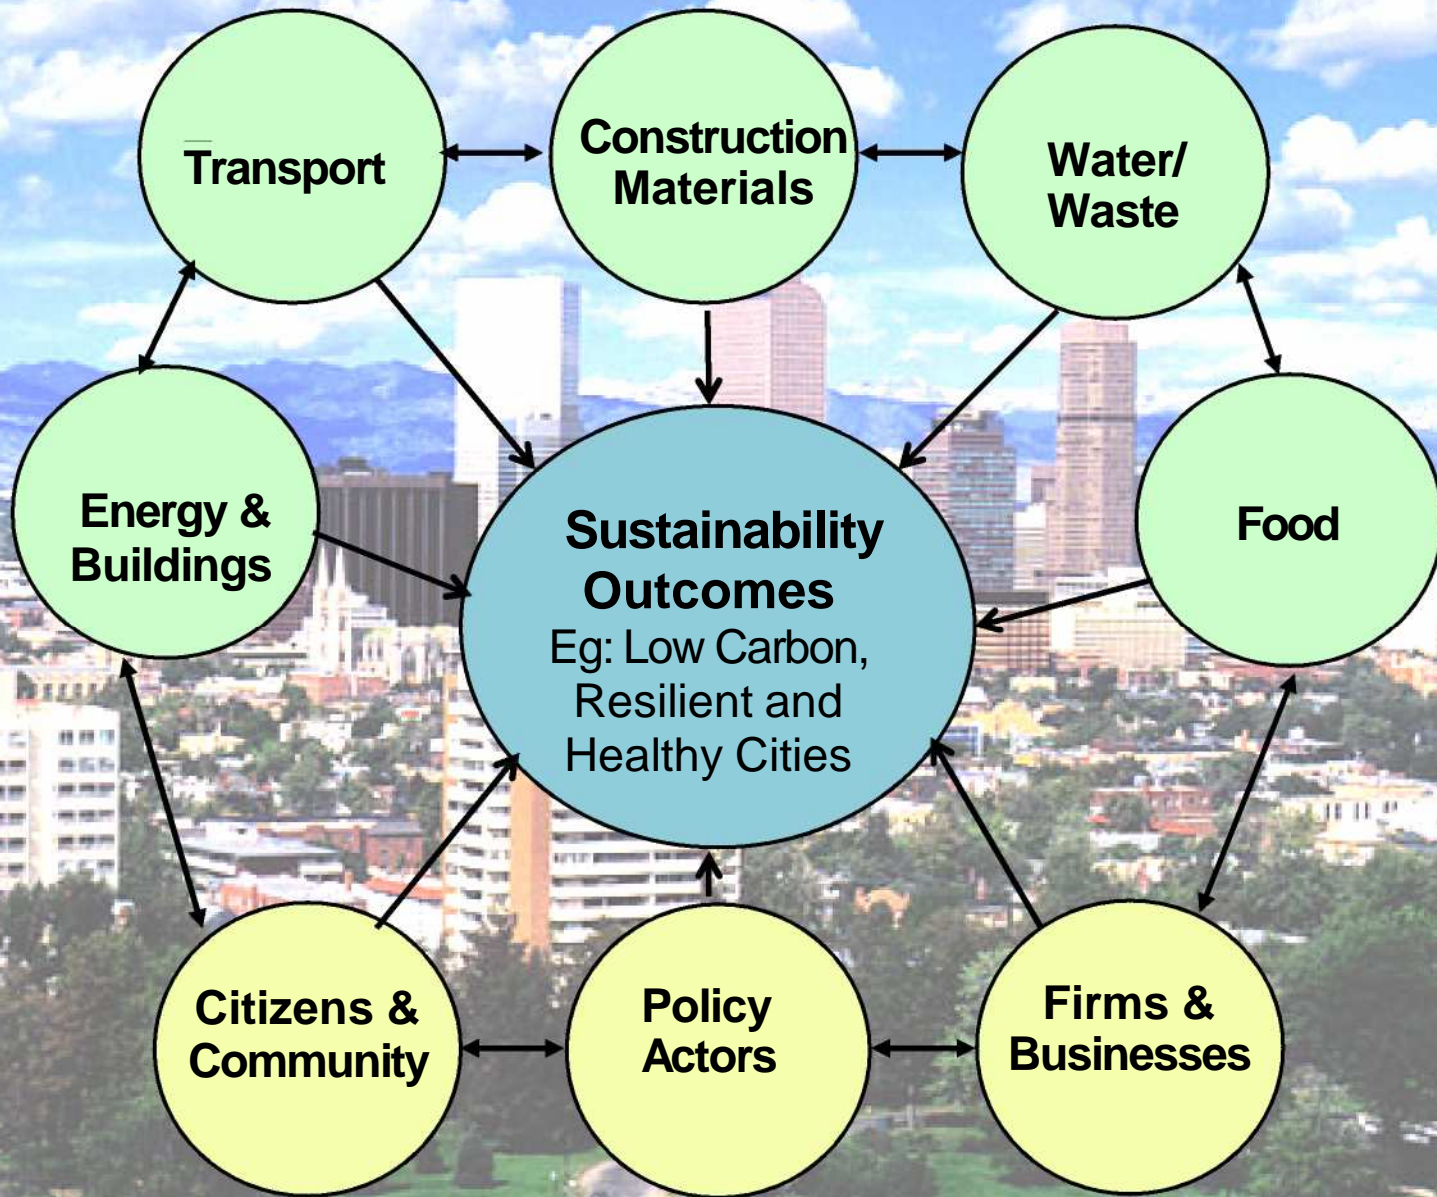 Transport
Construction
Materials
Water/
Waste
Energy &
Buildings
Sustainability
Outcomes
Eg: Low Carbon,
Resilient and
Healthy Cities
Food
Citizens &
Community
Policy
Actors
Firms &
Businesses